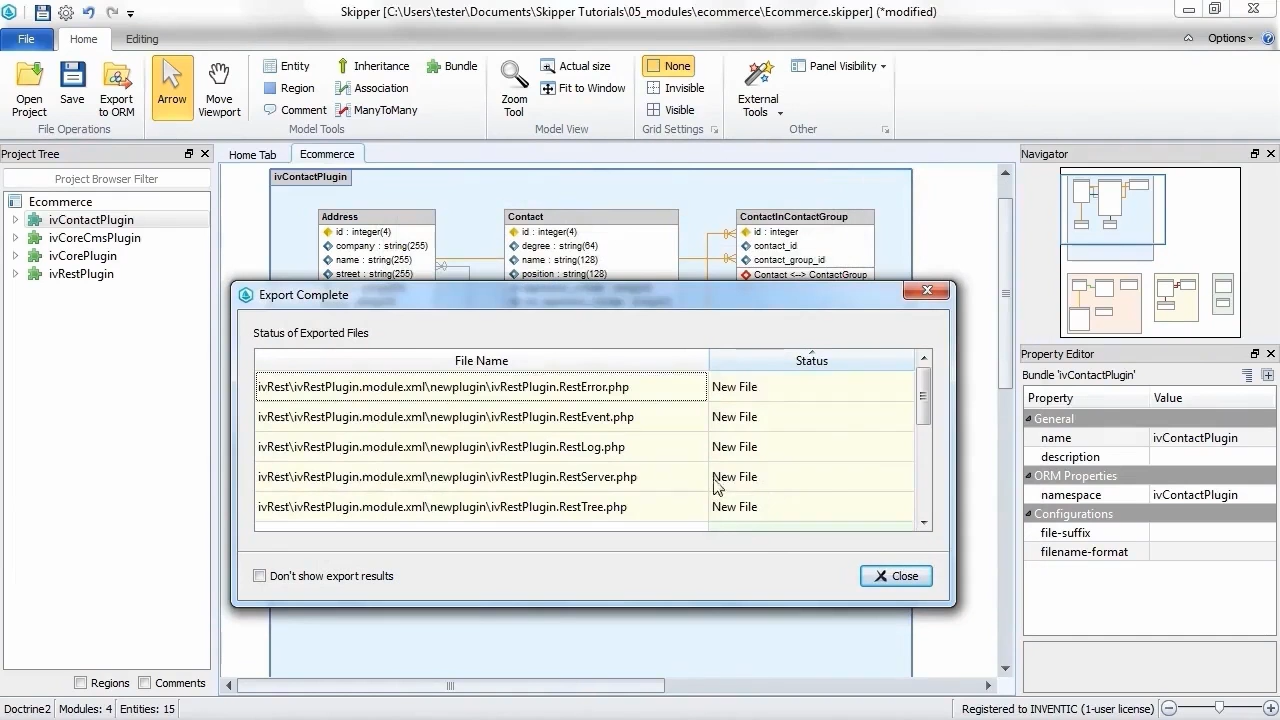 Skipper [C:\Users\tester\Documents\Skipper Tutorials\05_modules\ecommerce\Ecommerce.skipper] (*modified)
File
Home
Editing
Options
Open Project
Save
Export to ORM
File Operations
Arrow
Move Viewport
Entity
Region
Comment
Inheritance
Association
ManyToMany
Bundle
Model Tools
Zoom Tool
Actual size
Fit to Window
Model View
None
Invisible
Visible
Grid Settings
External Tools
Panel Visibility
Other
Project Tree
Project Browser Filter
Ecommerce
ivContactPlugin
ivCoreCmsPlugin
ivCorePlugin
ivRestPlugin
Regions
Comments
Home Tab
Ecommerce
ivContactPlugin
Address
id : integer(4)
company : string(255)
name : string(255)
street : string(255)
Contact
id : integer(4)
degree : string(64)
name : string(128)
position : string(128)
ContactInContactGroup
id : integer
contact_id
contact_group_id
Contact <--> ContactGroup
Export Complete
Status of Exported Files
File Name
Status
ivRest\ivRestPlugin.module.xml\newplugin\ivRestPlugin.RestError.php New File
ivRest\ivRestPlugin.module.xml\newplugin\ivRestPlugin.RestEvent.php New File
ivRest\ivRestPlugin.module.xml\newplugin\ivRestPlugin.RestLog.php New File
ivRest\ivRestPlugin.module.xml\newplugin\ivRestPlugin.RestServer.php New File
ivRest\ivRestPlugin.module.xml\newplugin\ivRestPlugin.RestTree.php New File
Don't show export results
Close
Navigator
Property Editor
Bundle 'ivContactPlugin'
Property Value
General
name ivContactPlugin
description
ORM Properties
namespace ivContactPlugin
Configurations
file-suffix
filename-format
Doctrine2
Modules: 4
Entities: 15
Registered to INVENTIC (1-user license)